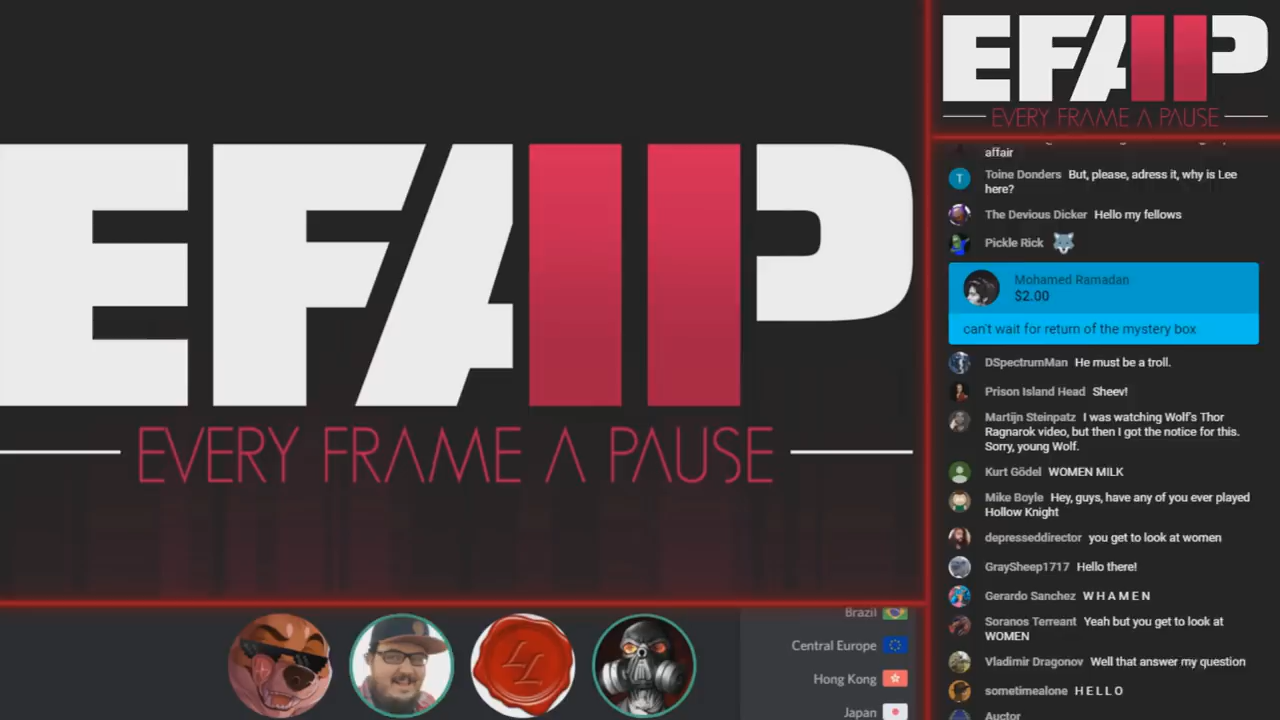 EFAP
EVERY FRAME A PAUSE
EFAP
EVERY FRAME A PAUSE
affair
Toine Donders But, please, adress it, why is Lee
here?
The Devious Dicker Hello my fellows
Pickle Rick
Mohamed Ramadan
$2.00
can't wait for return of the mystery box
DSpectrumMan He must be a troll.
Prison Island Head Sheev!
Martijn Steinpatz I was watching Wolf's Thor
Ragnarok video, but then I got the notice for this.
Sorry, young Wolf.
Kurt Gödel WOMEN MILK
Mike Boyle Hey, guys, have any of you ever played
Hollow Knight
depresseddirector you get to look at women
GraySheep1717 Hello there!
Gerardo Sanchez W H A M E N
Soranos Terreant Yeah but you get to look at
WOMEN
Vladimir Dragonov Well that answer my question
sometimealone H E L L O
Auctor
LL
Brazil
Central Europe
Hong Kong
Japan